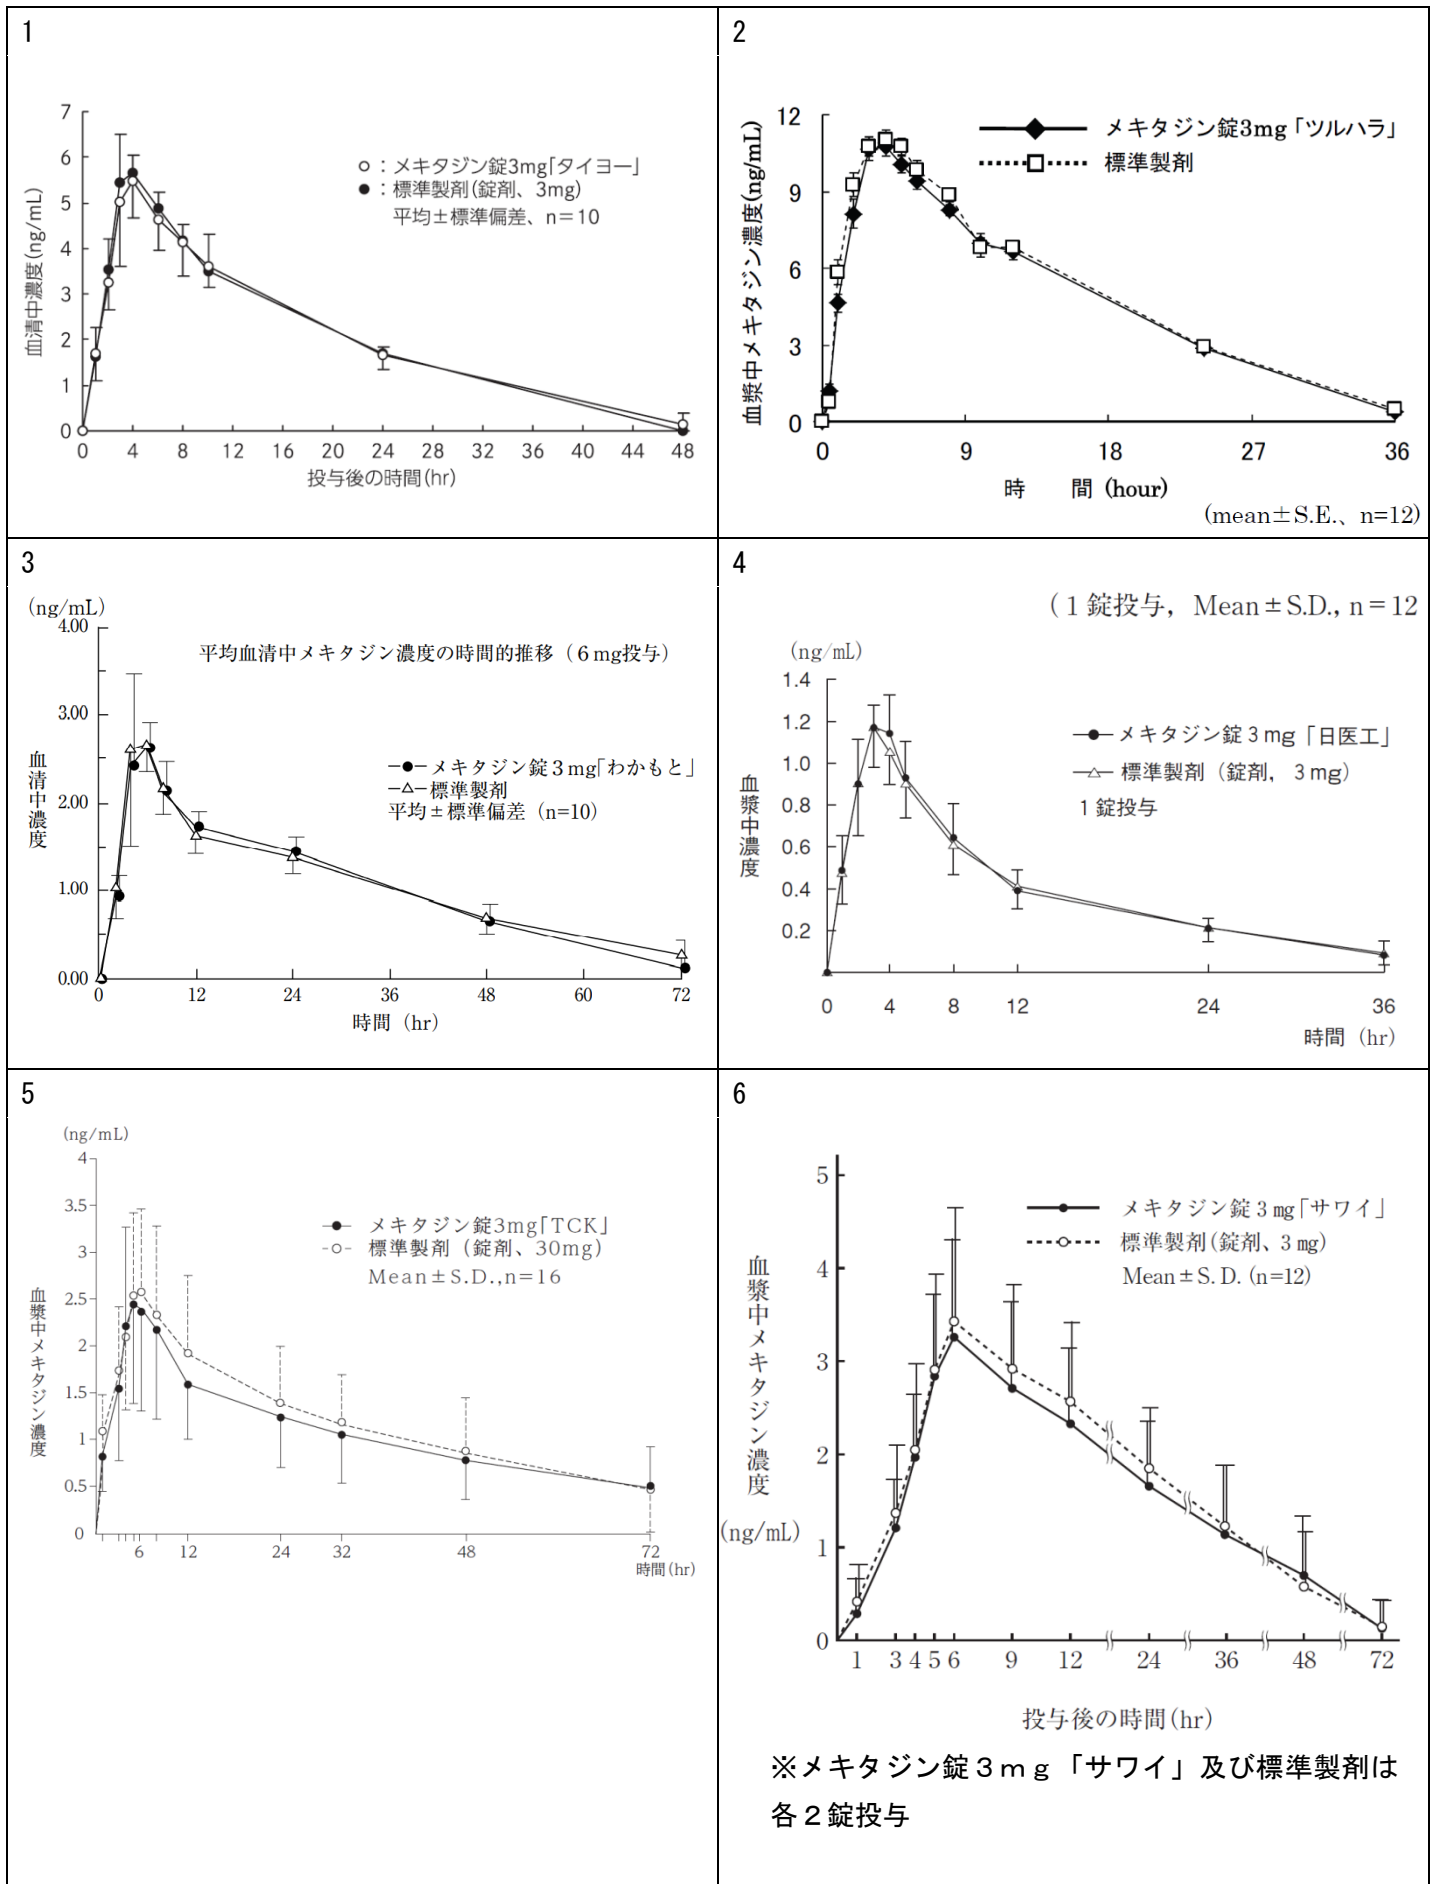 1
7
6
5
4
3
2
1
0
血清中濃度(ng/mL)
○：メキタジン錠3mg「タイヨー」
●：標準製剤(錠剤、3mg)
平均±標準偏差、n＝10
0 4 8 12 16 20 24 28 32 36 40 44 48
投与後の時間(hr)
2
12
9
6
3
0
血漿中メキタジン濃度(ng/mL)
メキタジン錠3mg「ツルハラ」
標準製剤
0 9 18 27 36
時 間 (hour)
(mean±S.E.、n=12)
3
(ng/mL)
4.00
3.00
2.00
1.00
0.00
血清中濃度
平均血清中メキタジン濃度の時間的推移（６mg投与）
メキタジン錠３mg「わかもと」
標準製剤
平均±標準偏差（n=10）
0 12 24 36 48 60 72
時間（hr）
4
（１錠投与，Mean±S.D., n＝12
(ng/mL)
1.4
1.2
1.0
0.8
0.6
0.4
0.2
血漿中濃度
メキタジン錠３mg「日医工」
標準製剤（錠剤，３mg）
１錠投与
0 4 8 12 24 36
時間（hr）
5
(ng/mL)
4
3.5
3
2.5
2
1.5
1
0.5
0
血漿中メキタジン濃度
メキタジン錠3mg「TCK」
標準製剤（錠剤、30mg）
Mean±S.D.,n=16
6 12 24 32 48 72
時間(hr)
6
5
4
3
2
1
0
血漿中メキタジン濃度
(ng/mL)
メキタジン錠３mg「サワイ」
標準製剤(錠剤、３mg)
Mean±S. D. (n=12)
1 3 4 5 6 9 12 24 36 48 72
投与後の時間(hr)
※メキタジン錠３ｍｇ「サワイ」及び標準製剤は
各２錠投与